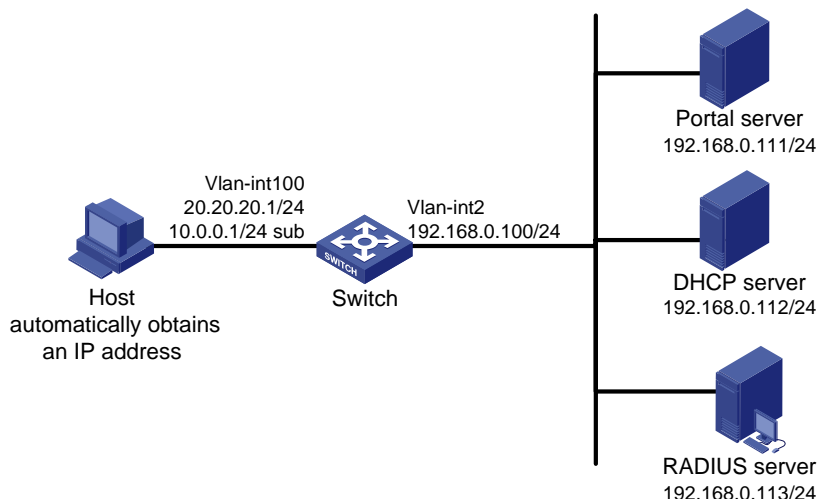 Portal server
192.168.0.111/24
Vlan-int100
20.20.20.1/24
10.0.0.1/24 sub
Vlan-int2
192.168.0.100/24
SWITCH
Host
automatically obtains
an IP address
Switch
DHCP server
192.168.0.112/24
RADIUS server
192.168.0.113/24